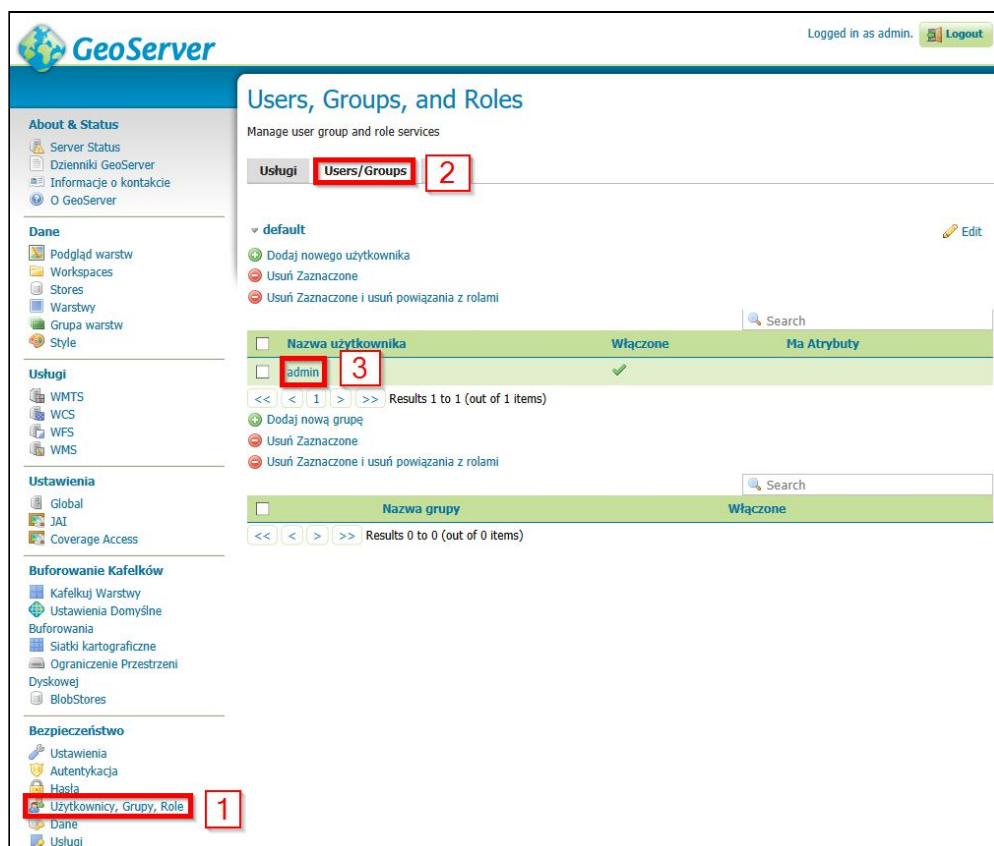 GeoServer
Logged in as admin.
Logout
About & Status
Server Status
Dzienniki GeoServer
Informacje o kontakcie
O GeoServer
Dane
Podgląd warstw
Workspaces
Stores
Warstwy
Grupa warstw
Style
Usługi
WMTS
WCS
WFS
WMS
Ustawienia
Global
JAI
Coverage Access
Buforowanie Kafelków
Kafelkuj Warstwy
Ustawienia Domyślne
Buforowania
Siatki kartograficzne
Ograniczenie Przestrzeni
Dyskowej
BlobStores
Bezpieczeństwo
Ustawienia
Autentykacja
Hasła
Użytkownicy, Grupy, Role
1
Dane
Usługi
Users, Groups, and Roles
Manage user group and role services
Usługi Users/Groups 2
default
Edit
Dodaj nowego użytkownika
Usuń Zaznaczone
Usuń Zaznaczone i usuń powiązania z rolami
Search
Nazwa użytkownika Włączone Ma Atrybuty
admin 3
<< < 1 > >> Results 1 to 1 (out of 1 items)
Dodaj nową grupę
Usuń Zaznaczone
Usuń Zaznaczone i usuń powiązania z rolami
Search
Nazwa grupy Włączone
<< < > >> Results 0 to 0 (out of 0 items)